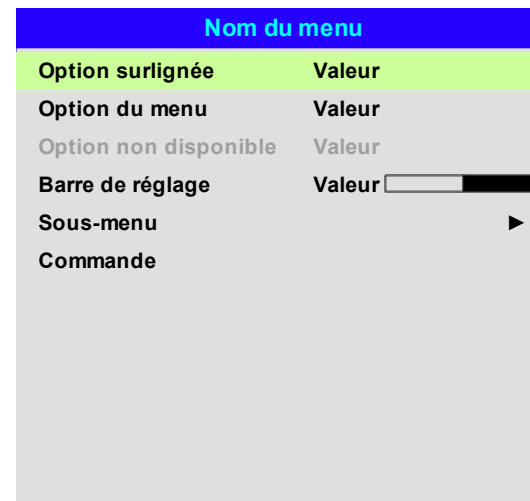 Nom du menu
Option surlignée Valeur
Option du menu Valeur
Option non disponible Valeur
Barre de réglage Valeur
Sous-menu ►
Commande